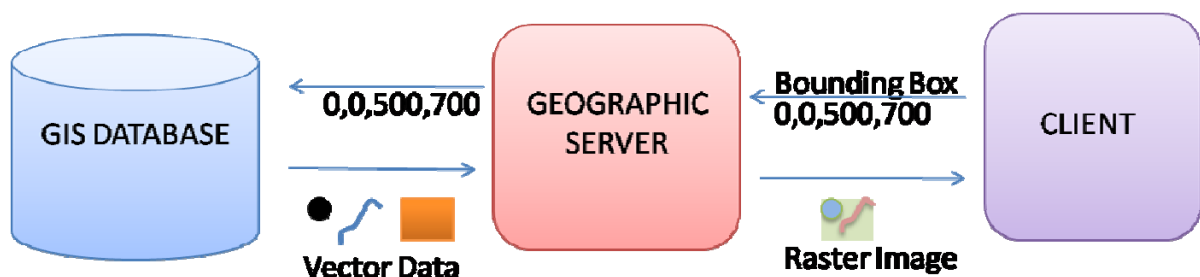 GIS DATABASE
0,0,500,700
Vector Data
GEOGRAPHIC
SERVER
Bounding Box
0,0,500,700
Raster Image
CLIENT